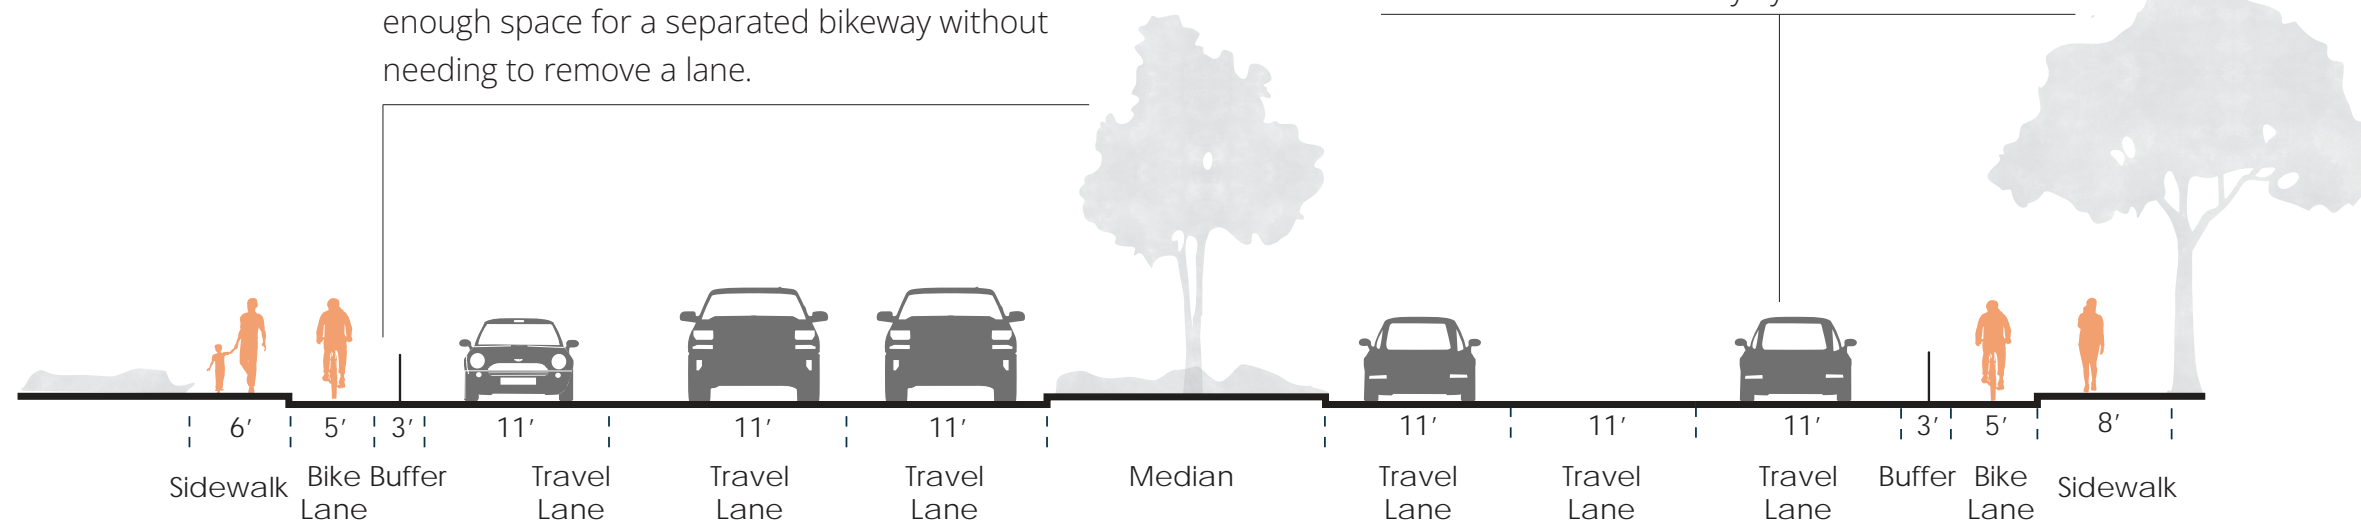 enough space for a separated bikeway without
needing to remove a lane.
6’ 5’ 3’ 11’ 11’ 11’ 11’ 11’ 11’ 3’ 5’ 8’
Sidewalk Bike Lane Buffer Travel Lane Travel Lane Travel Lane Median Travel Lane Travel Lane Travel Lane Buffer Bike Lane Sidewalk